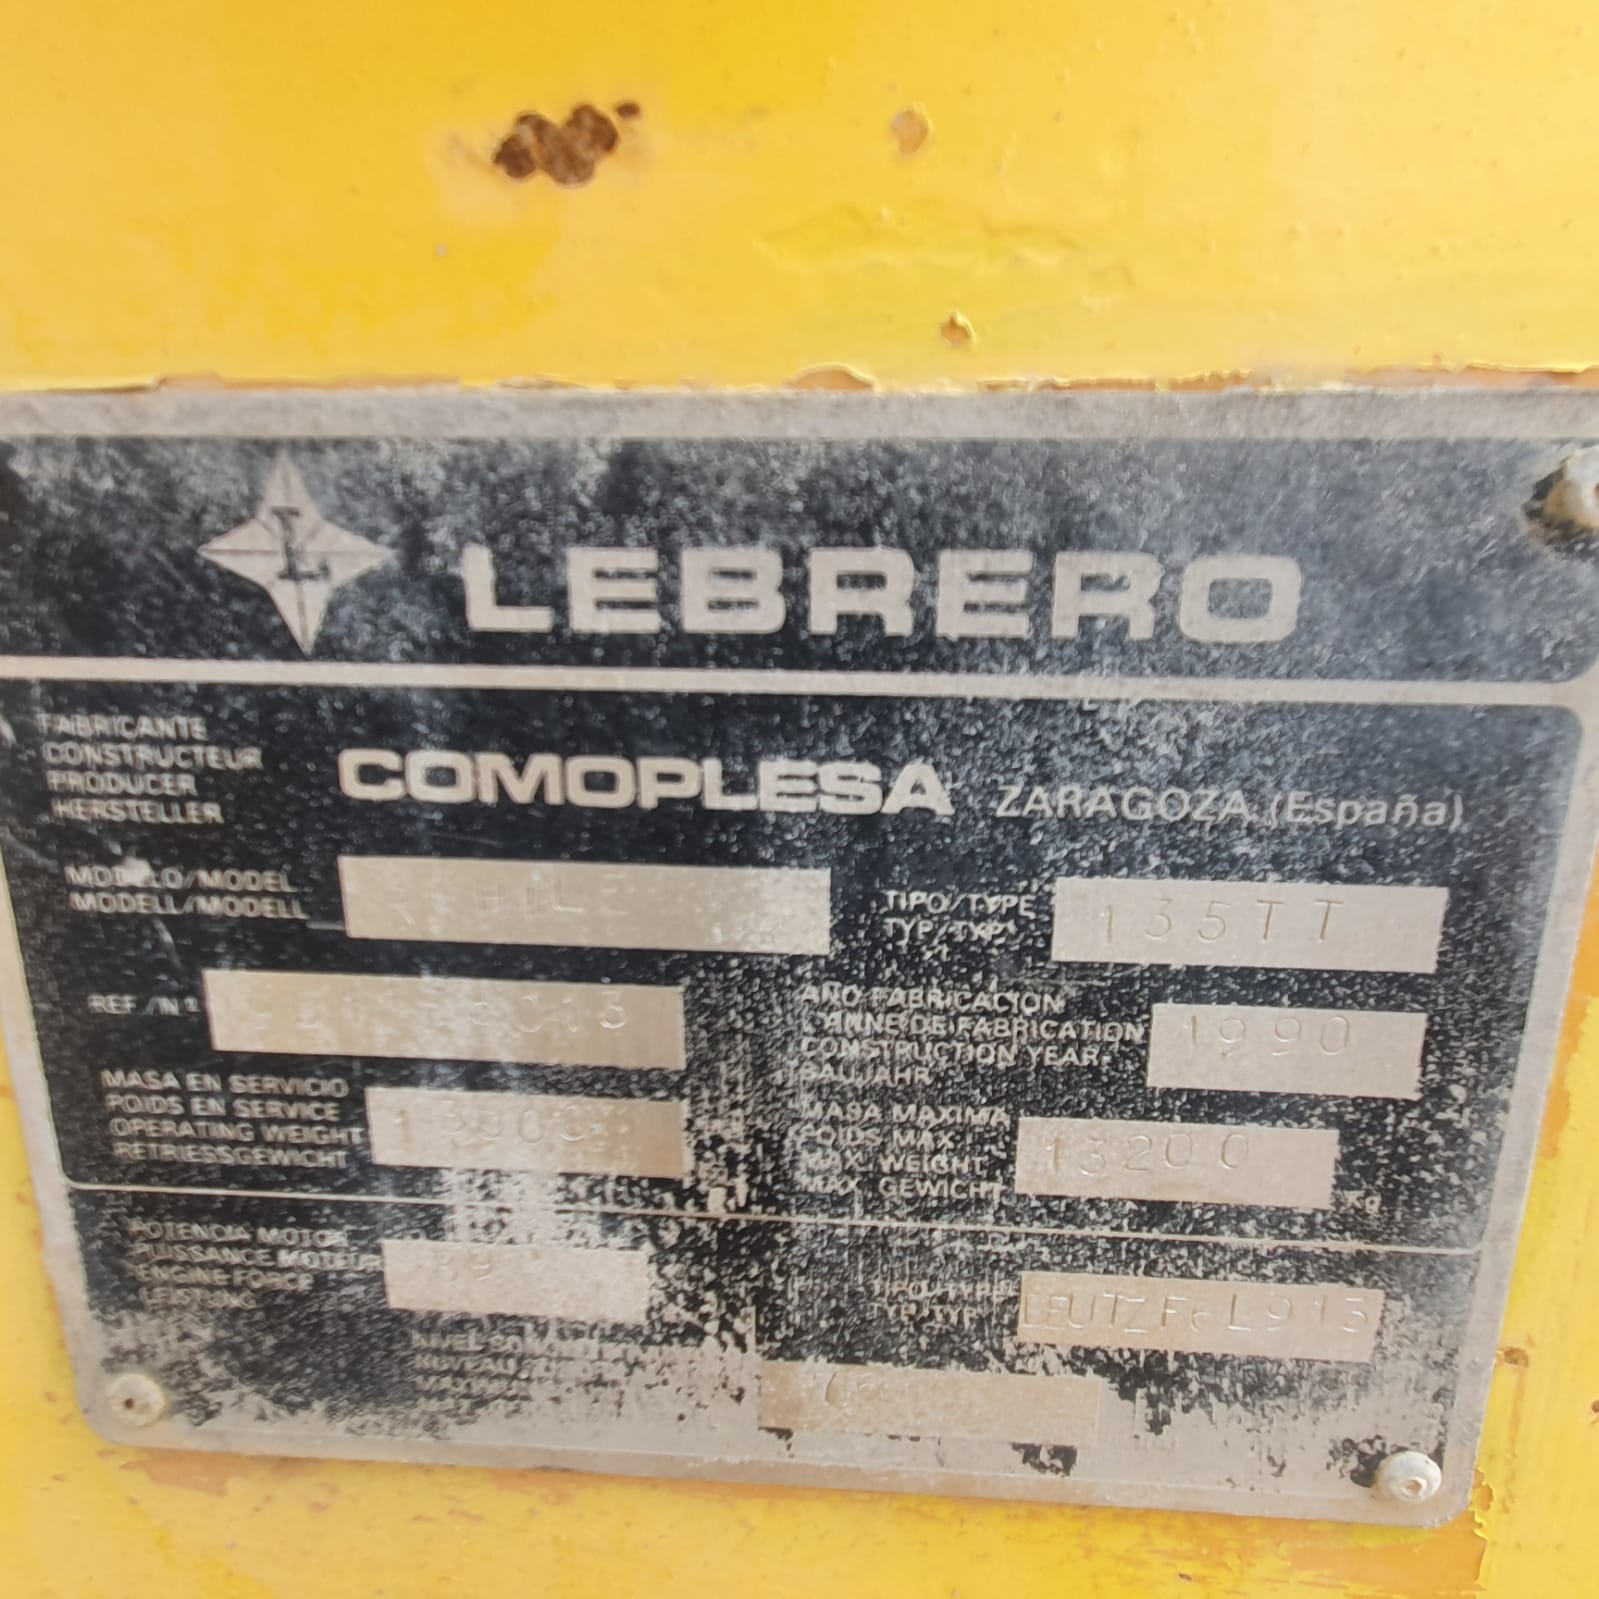 LEBRERO
FABRICANTE
CONSTRUCTEUR
PRODUCER
HERSTELLER
COMOPLESA ZARAGOZA (España)
MODELO/MODEL
MODELL/MODELL
TIPO/TYPE
TYP/TYP
135TT
REF./Nº
AÑO FABRICACION
L'ANNE DE FABRICATION
CONSTRUCTION YEAR
BAUJAHR
1990
MASA EN SERVICIO
POIDS EN SERVICE
OPERATING WEIGHT
RETRIESSGEWICHT
MASA MAXIMA
POIDS MAX.
MAX. WEIGHT
MAX. GEWICHT
13200
Kg
POTENCIA MOTOR
PUISSANCE MOTEUR
ENGINE FORCE
LEISTUNG
TIPO/TYPE
TYP/TYP
DEUTZ F6L913